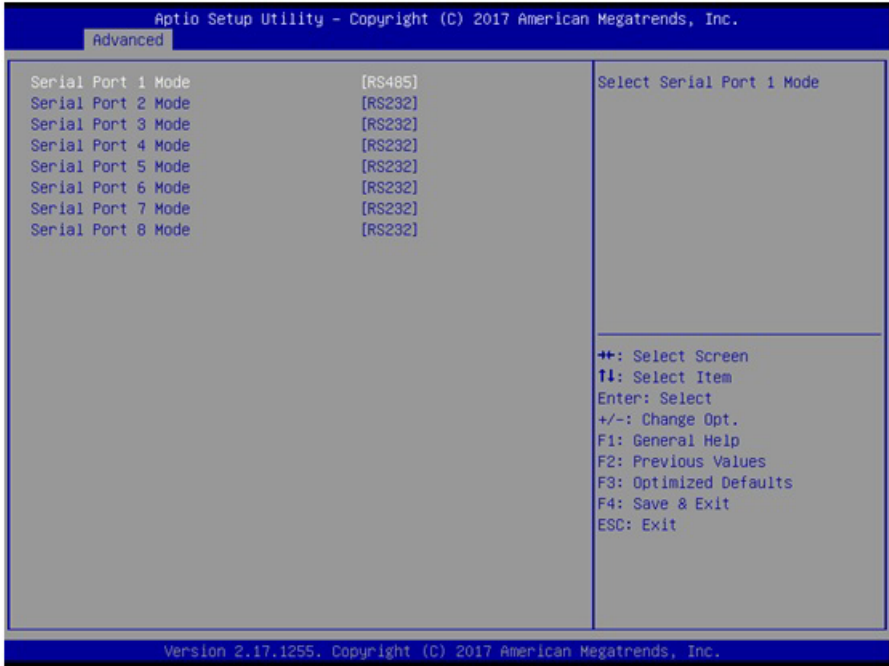 Aptio Setup Utility – Copyright (C) 2017 American Megatrends, Inc.
Advanced
Serial Port 1 Mode [RS485]
Serial Port 2 Mode [RS232]
Serial Port 3 Mode [RS232]
Serial Port 4 Mode [RS232]
Serial Port 5 Mode [RS232]
Serial Port 6 Mode [RS232]
Serial Port 7 Mode [RS232]
Serial Port 8 Mode [RS232]
Select Serial Port 1 Mode
→←: Select Screen
↑↓: Select Item
Enter: Select
+/-: Change Opt.
F1: General Help
F2: Previous Values
F3: Optimized Defaults
F4: Save & Exit
ESC: Exit
Version 2.17.1255. Copyright (C) 2017 American Megatrends, Inc.